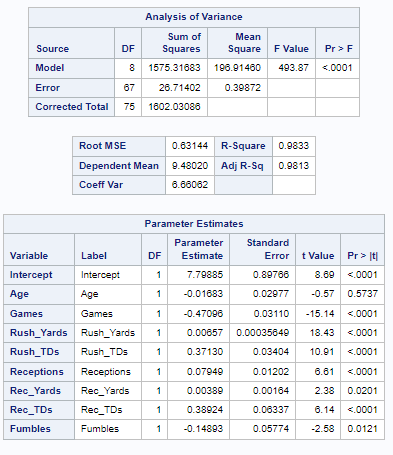 Analysis of Variance
Source DF Sum of Squares Mean Square F Value Pr > F
Model 8 1575.31683 196.91460 493.87 <.0001
Error 67 26.71402 0.39872
Corrected Total 75 1602.03086
Root MSE 0.63144 R-Square 0.9833
Dependent Mean 9.48020 Adj R-Sq 0.9813
Coeff Var 6.66062
Parameter Estimates
Variable Label DF Parameter Estimate Standard Error t Value Pr > |t|
Intercept Intercept 1 7.79885 0.89766 8.69 <.0001
Age Age 1 -0.01683 0.02977 -0.57 0.5737
Games Games 1 -0.47096 0.03110 -15.14 <.0001
Rush_Yards Rush_Yards 1 0.00657 0.00035649 18.43 <.0001
Rush_TDs Rush_TDs 1 0.37130 0.03404 10.91 <.0001
Receptions Receptions 1 0.07949 0.01202 6.61 <.0001
Rec_Yards Rec_Yards 1 0.00389 0.00164 2.38 0.0201
Rec_TDs Rec_TDs 1 0.38924 0.06337 6.14 <.0001
Fumbles Fumbles 1 -0.14893 0.05774 -2.58 0.0121